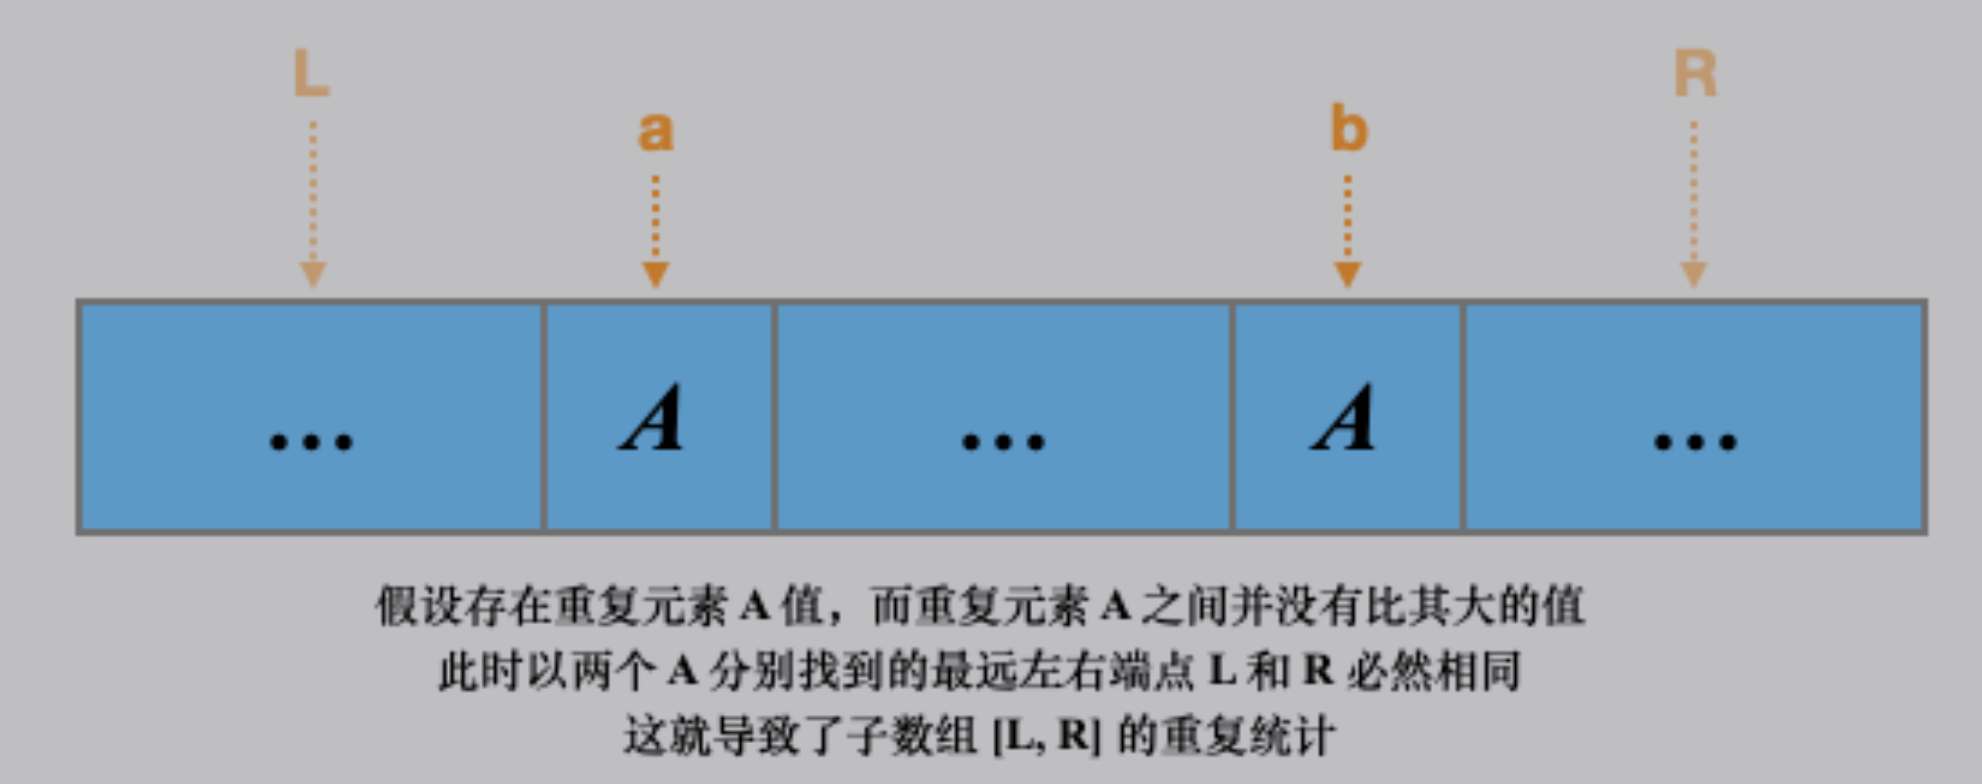 L R
a b
... A ... A ...
假设存在重复元素 A 值，而重复元素 A 之间并没有比其大的值
此时以两个 A 分别找到的最远左右端点 L 和 R 必然相同
这就导致了子数组 [L, R] 的重复统计